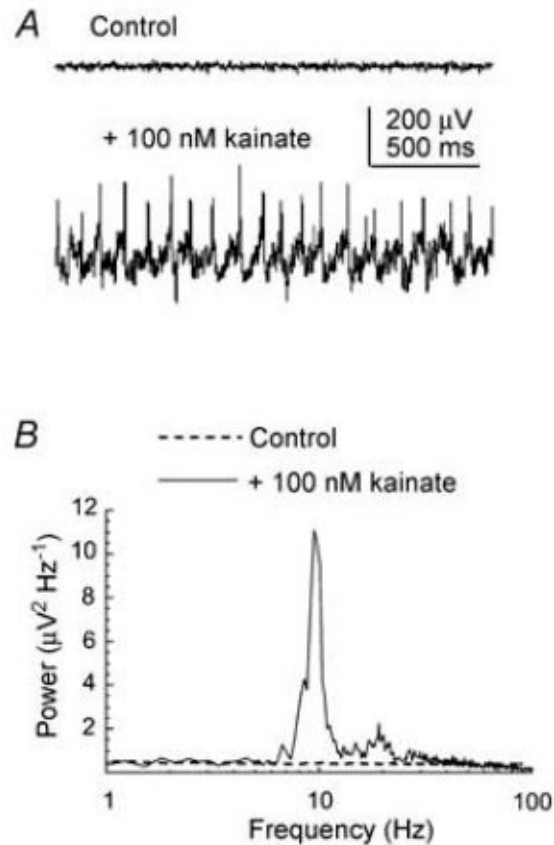 A Control
200 µV
500 ms
+ 100 nM kainate
B
Control
+ 100 nM kainate
12
10
8
6
4
2
Power (µV² Hz⁻¹)
1 10 100
Frequency (Hz)